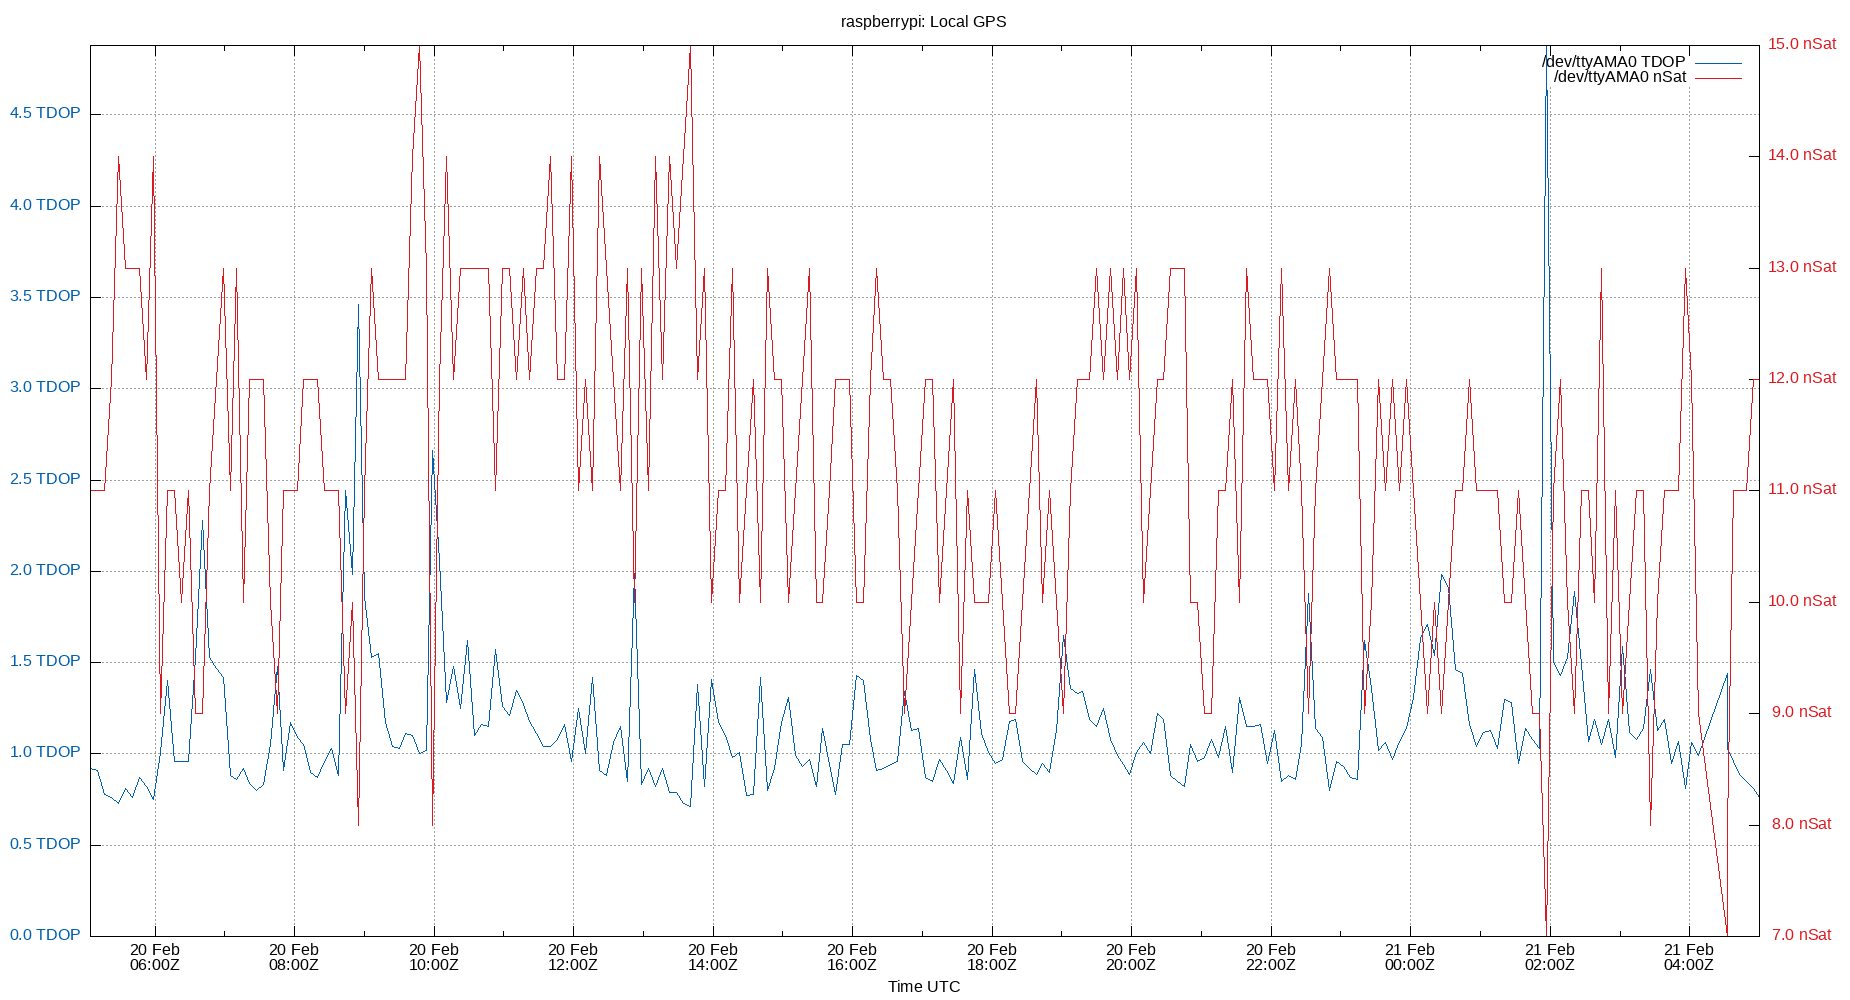 raspberrypi: Local GPS
/dev/ttyAMA0 TDOP
/dev/ttyAMA0 nSat
4.5 TDOP
4.0 TDOP
3.5 TDOP
3.0 TDOP
2.5 TDOP
2.0 TDOP
1.5 TDOP
1.0 TDOP
0.5 TDOP
0.0 TDOP
15.0 nSat
14.0 nSat
13.0 nSat
12.0 nSat
11.0 nSat
10.0 nSat
9.0 nSat
8.0 nSat
7.0 nSat
20 Feb
06:00Z
20 Feb
08:00Z
20 Feb
10:00Z
20 Feb
12:00Z
20 Feb
14:00Z
20 Feb
16:00Z
20 Feb
18:00Z
20 Feb
20:00Z
20 Feb
22:00Z
21 Feb
00:00Z
21 Feb
02:00Z
21 Feb
04:00Z
Time UTC